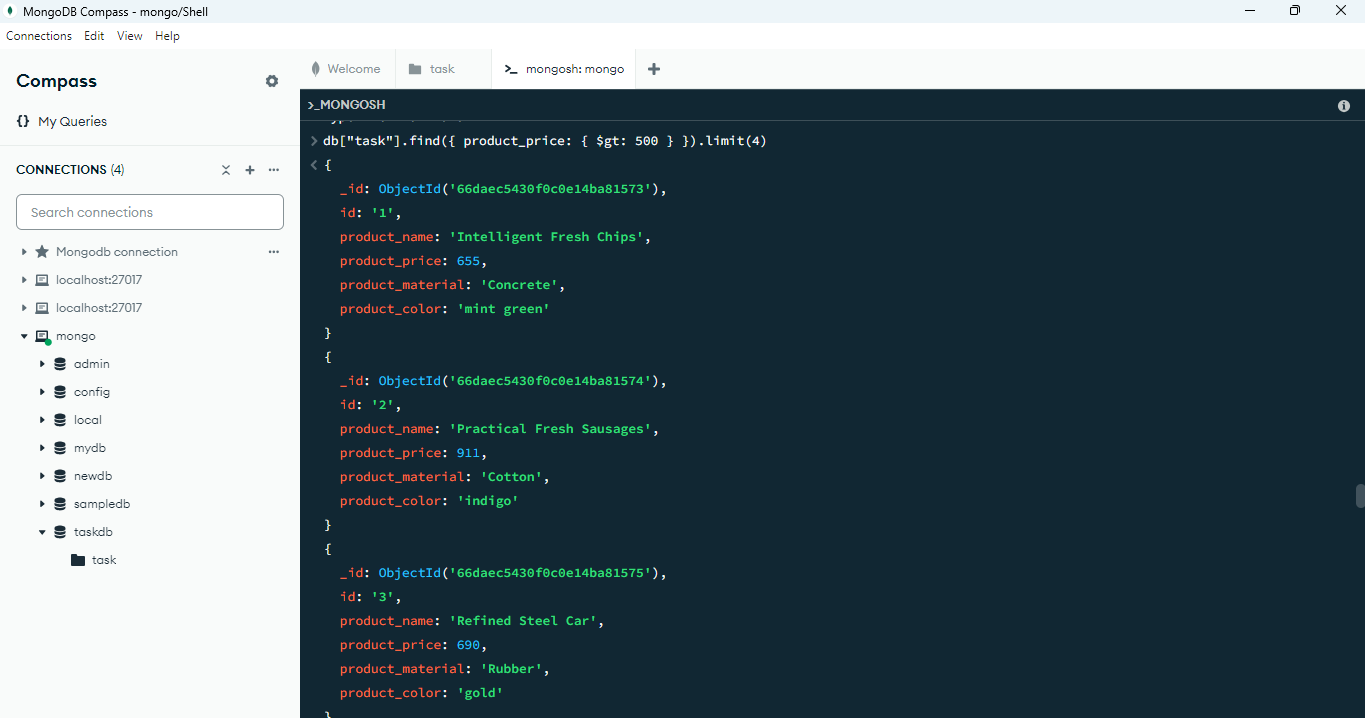 MongoDB Compass - mongo/Shell
Connections Edit View Help
Compass
{} My Queries
CONNECTIONS (4)
Search connections
Mongodb connection
localhost:27017
localhost:27017
mongo
admin
config
local
mydb
newdb
sampledb
taskdb
task
Welcome
task
>_ mongosh: mongo
>_MONGOSH
> db["task"].find({ product_price: { $gt: 500 } }).limit(4)
< {
_id: ObjectId('66daec5430f0c0e14ba81573'),
id: '1',
product_name: 'Intelligent Fresh Chips',
product_price: 655,
product_material: 'Concrete',
product_color: 'mint green'
}
{
_id: ObjectId('66daec5430f0c0e14ba81574'),
id: '2',
product_name: 'Practical Fresh Sausages',
product_price: 911,
product_material: 'Cotton',
product_color: 'indigo'
}
{
_id: ObjectId('66daec5430f0c0e14ba81575'),
id: '3',
product_name: 'Refined Steel Car',
product_price: 690,
product_material: 'Rubber',
product_color: 'gold'
}